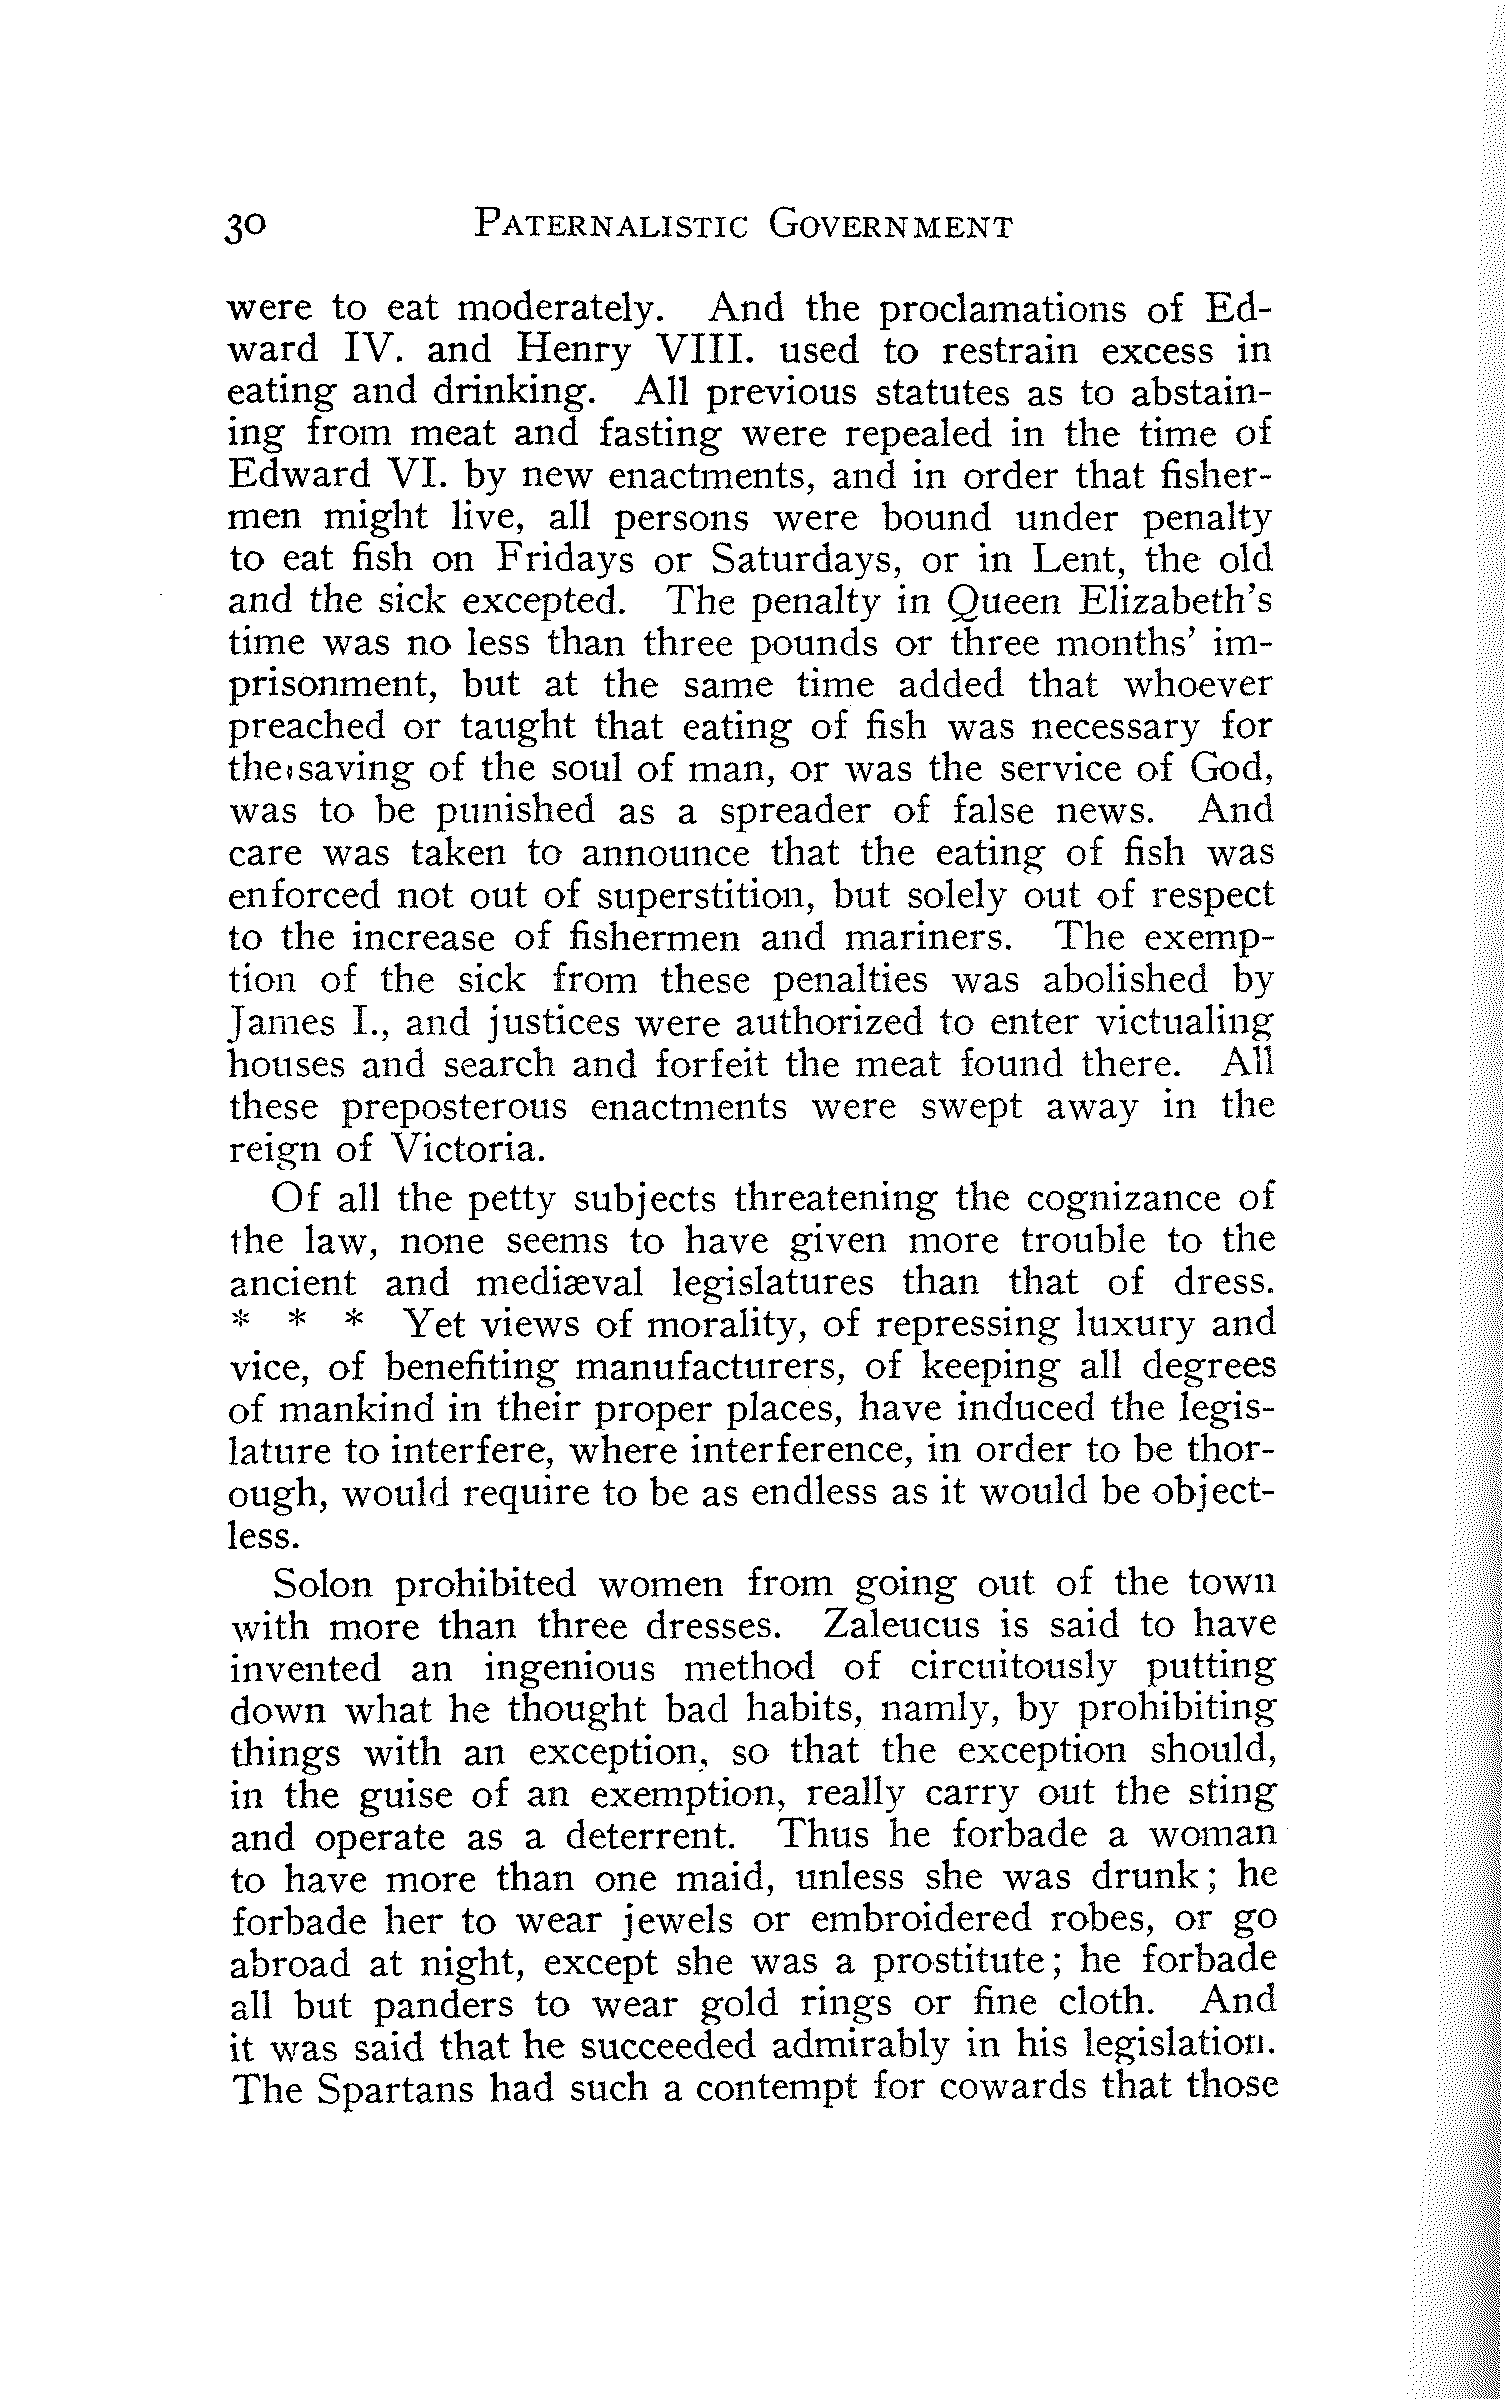 30 PATERNALISTIC GOVERNMENT
were to eat moderately. And the proclamations of Ed-
ward IV. and Henry VIII. used to restrain excess in
eating and drinking. All previous statutes as to abstain-
ing from meat and fasting were repealed in the time of
Edward VI. by new enactments, and in order that fisher-
men might live, all persons were bound under penalty
to eat fish on Fridays or Saturdays, or in Lent, the old
and the sick excepted. The penalty in Queen Elizabeth's
time was no less than three pounds or three months' im-
prisonment, but at the same time added that whoever
preached or taught that eating of fish was necessary for
the saving of the soul of man, or was the service of God,
was to be punished as a spreader of false news. And
care was taken to announce that the eating of fish was
enforced not out of superstition, but solely out of respect
to the increase of fishermen and mariners. The exemp-
tion of the sick from these penalties was abolished by
James I., and justices were authorized to enter victualing
houses and search and forfeit the meat found there. All
these preposterous enactments were swept away in the
reign of Victoria.
Of all the petty subjects threatening the cognizance of
the law, none seems to have given more trouble to the
ancient and mediæval legislatures than that of dress.
* * * Yet views of morality, of repressing luxury and
vice, of benefiting manufacturers, of keeping all degrees
of mankind in their proper places, have induced the legis-
lature to interfere, where interference, in order to be thor-
ough, would require to be as endless as it would be object-
less.
Solon prohibited women from going out of the town
with more than three dresses. Zaleucus is said to have
invented an ingenious method of circuitously putting
down what he thought bad habits, namly, by prohibiting
things with an exception, so that the exception should,
in the guise of an exemption, really carry out the sting
and operate as a deterrent. Thus he forbade a woman
to have more than one maid, unless she was drunk; he
forbade her to wear jewels or embroidered robes, or go
abroad at night, except she was a prostitute; he forbade
all but panders to wear gold rings or fine cloth. And
it was said that he succeeded admirably in his legislation.
The Spartans had such a contempt for cowards that those